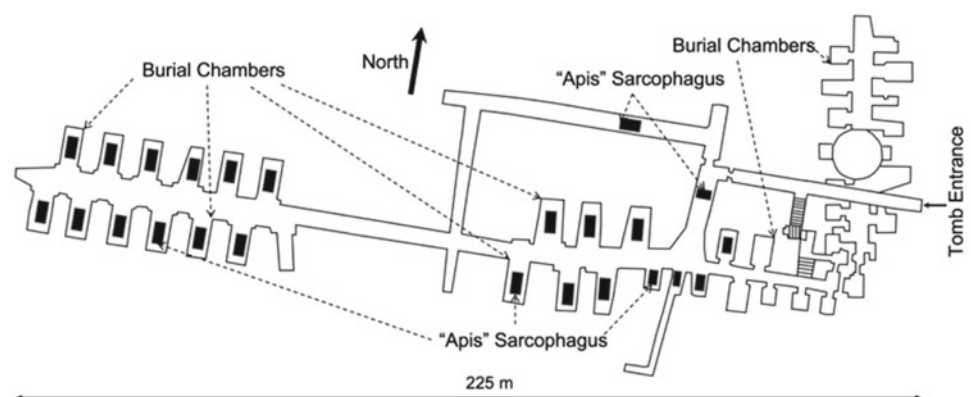 Burial Chambers
North
"Apis" Sarcophagus
Burial Chambers
Tomb Entrance
"Apis" Sarcophagus
225 m